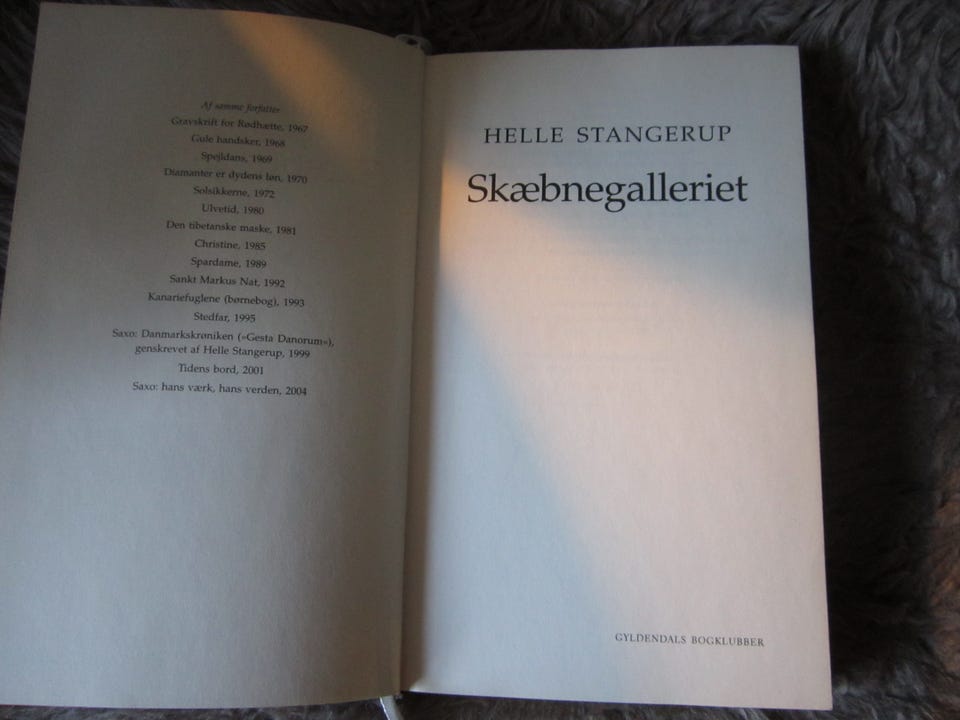 Af samme forfatter
Gravskrift for Rødhætte, 1967
Gule handsker, 1968
Spejldans, 1969
Diamanter er dydens løn, 1970
Solsikkerne, 1972
Ulvetid, 1980
Den tibetanske maske, 1981
Christine, 1985
Spardame, 1989
Sankt Markus Nat, 1992
Kanariefuglene (børnebog), 1993
Stedfar, 1995
Saxo: Danmarkskrøniken (»Gesta Danorum«),
genskrevet af Helle Stangerup, 1999
Tidens bord, 2001
Saxo: hans værk, hans verden, 2004
HELLE STANGERUP
Skæbnegalleriet
GYLDENDALS BOGKLUBBER